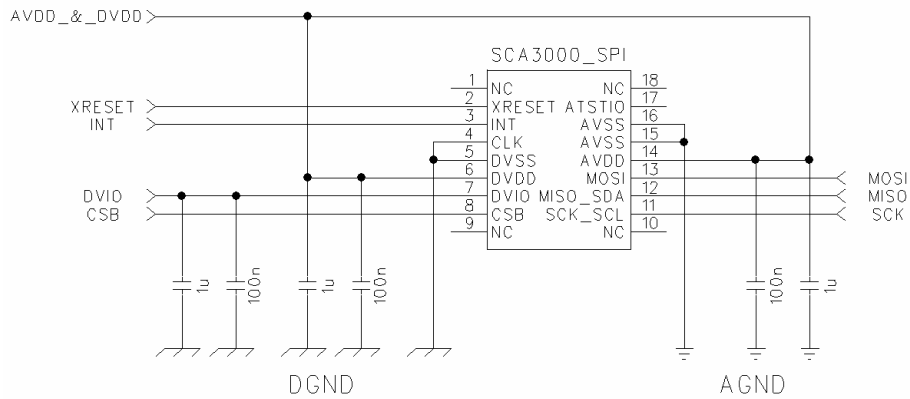 AVDD_&_DVDD
SCA3000_SPI
1 NC NC 18
XRESET 2 XRESET ATSTIO 17
INT 3 INT AVSS 16
4 CLK AVSS 15
5 DVSS AVDD 14
6 DVDD MOSI 13 MOSI
DVIO 7 DVIO MISO_SDA 12 MISO
CSB 8 CSB SCK_SCL 11 SCK
9 NC NC 10
1u 100n 1u 100n 100n 1u
DGND AGND